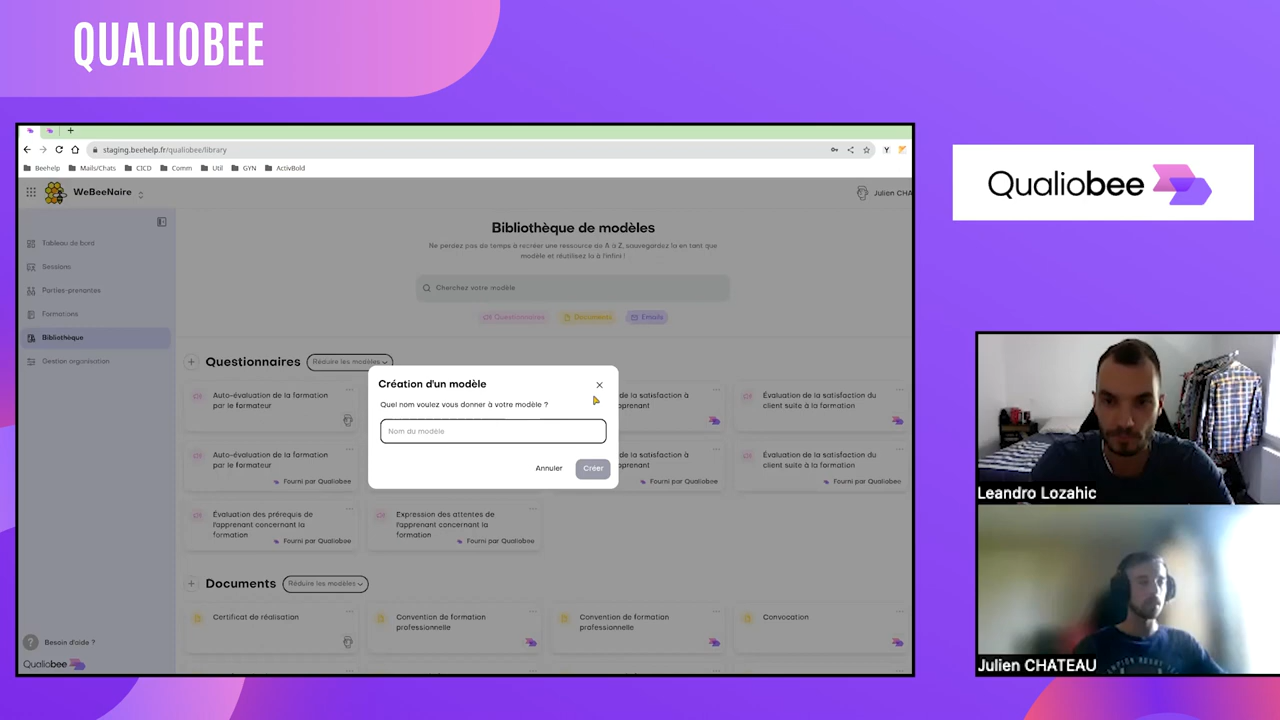 QUALIOBEE
staging.beehelp.fr/qualiobee/library
Beehelp
Mails/Chats
CICD
Comm
Util
GYN
ActivBold
WeBeeNaire
Julien CHA
Tableau de bord
Sessions
Parties-prenantes
Formations
Bibliothèque
Gestion organisation
Besoin d'aide ?
Qualiobee
Bibliothèque de modèles
Ne perdez pas de temps à recréer une ressource de A à Z, sauvegardez la en tant que
modèle et réutilisez la à l'infini !
Cherchez votre modèle
Questionnaires
Documents
Emails
Questionnaires
Réduire les modèles
Auto-évaluation de la formation
par le formateur
de la satisfaction à
apprenant
Évaluation de la satisfaction du
client suite à la formation
Auto-évaluation de la formation
par le formateur
Fourni par Qualiobee
de la satisfaction à
apprenant
Fourni par Qualiobee
Évaluation de la satisfaction du
client suite à la formation
Fourni par Qualiobee
Évaluation des prérequis de
l'apprenant concernant la
formation
Fourni par Qualiobee
Expression des attentes de
l'apprenant concernant la
formation
Fourni par Qualiobee
Création d'un modèle
Quel nom voulez vous donner à votre modèle ?
Nom du modèle
Annuler
Créer
Documents
Réduire les modèles
Certificat de réalisation
Convention de formation
professionnelle
Convention de formation
professionnelle
Convocation
Qualiobee
Leandro Lozahic
Julien CHATEAU